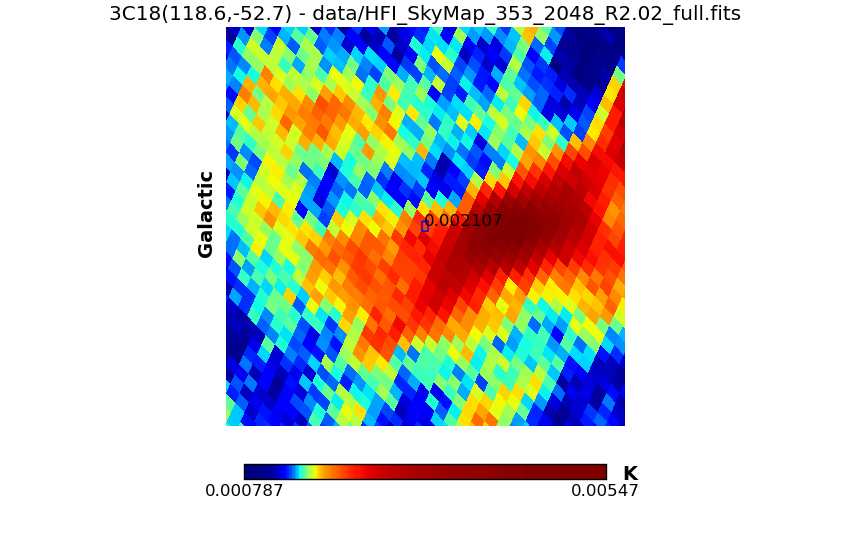 3C18(118.6,-52.7) - data/HFI_SkyMap_353_2048_R2.02_full.fits
Galactic
0.002107
K
0.000787
0.00547